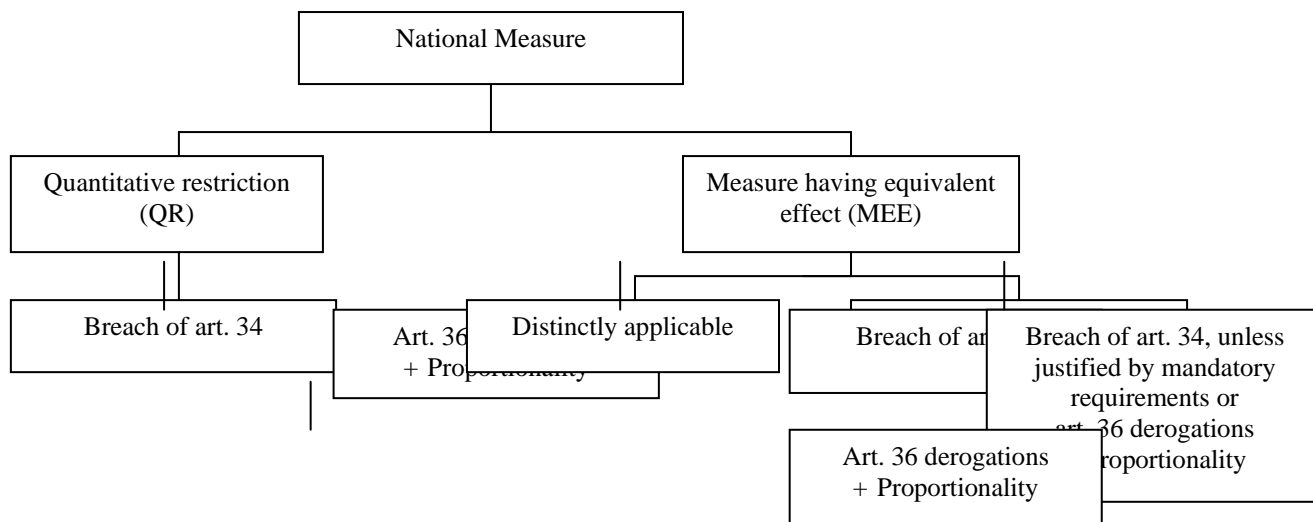 National Measure
Quantitative restriction
(QR)
Measure having equivalent
effect (MEE)
Breach of art. 34
Art. 36
+ Proportionality
Distinctly applicable
Breach of
Breach of art. 34, unless
justified by mandatory
requirements or
art. 36 derogations
Proportionality
Art. 36 derogations
+ Proportionality